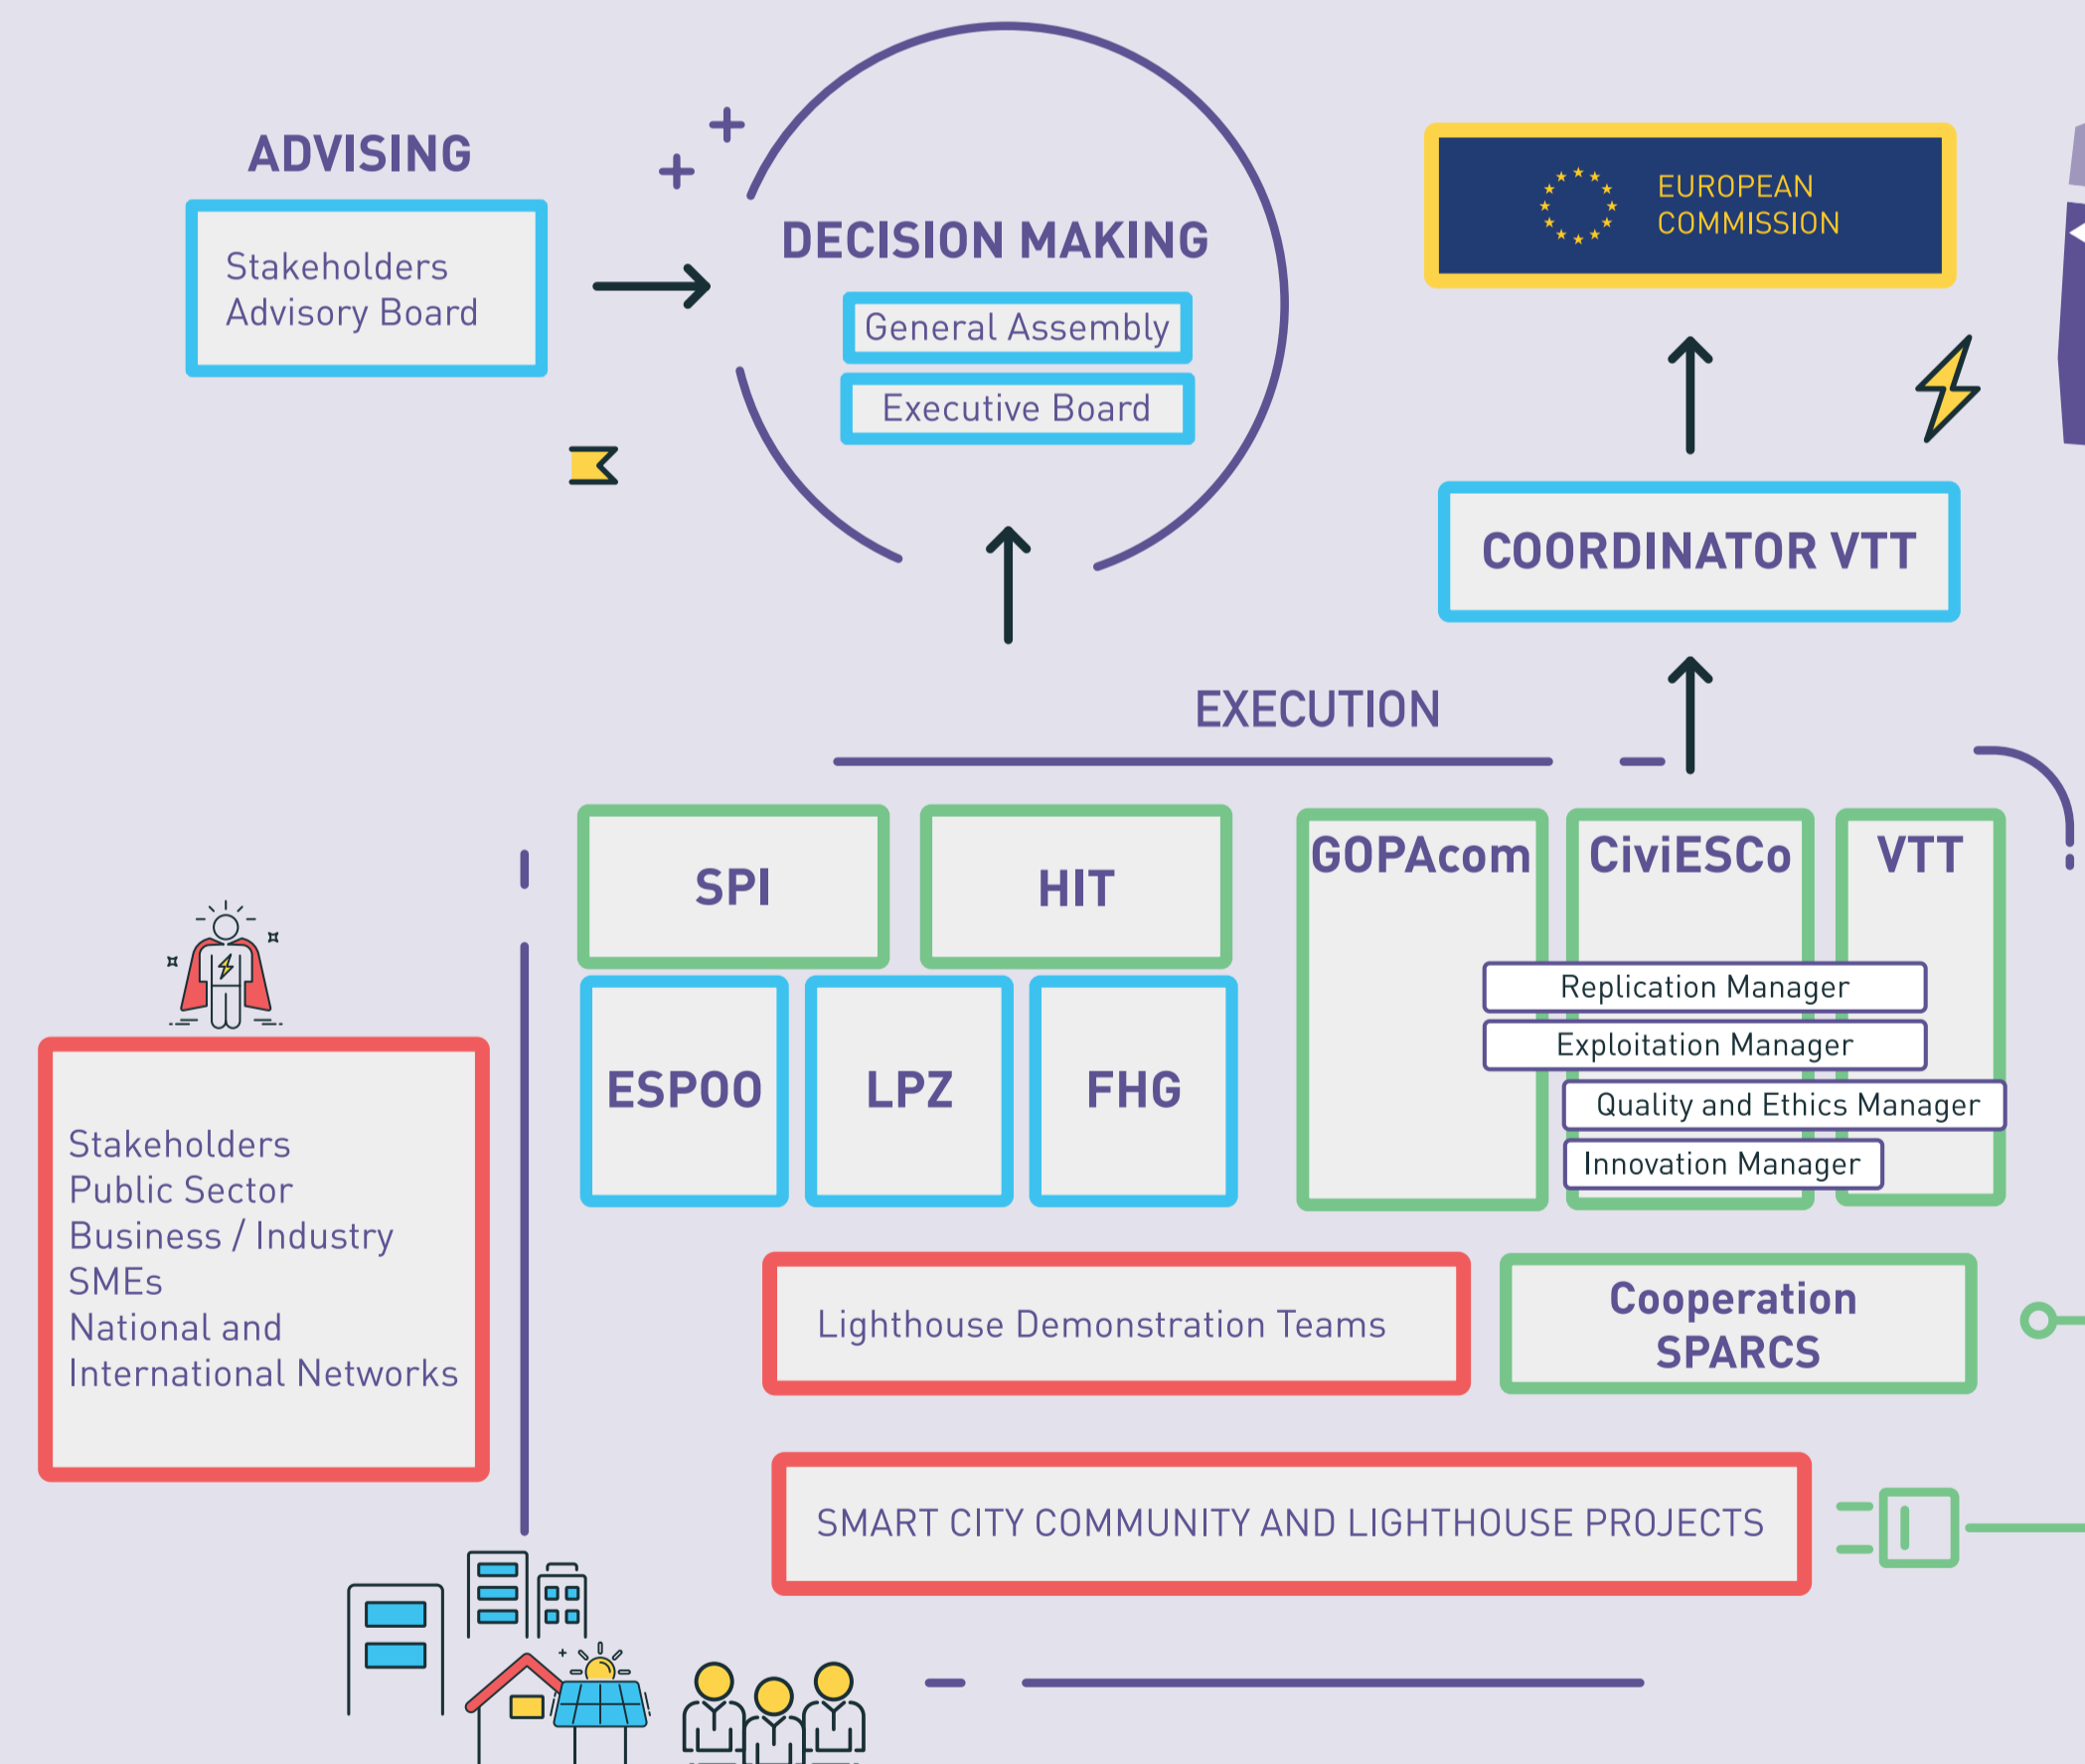 ADVISING
Stakeholders
Advisory Board
DECISION MAKING
General Assembly
Executive Board
EUROPEAN
COMMISSION
COORDINATOR VTT
EXECUTION
SPI
HIT
GOPAcom
CiviESCo
VTT
ESPOO
LPZ
FHG
Replication Manager
Exploitation Manager
Quality and Ethics Manager
Innovation Manager
Stakeholders
Public Sector
Business / Industry
SMEs
National and
International Networks
Lighthouse Demonstration Teams
Cooperation
SPARCS
SMART CITY COMMUNITY AND LIGHTHOUSE PROJECTS